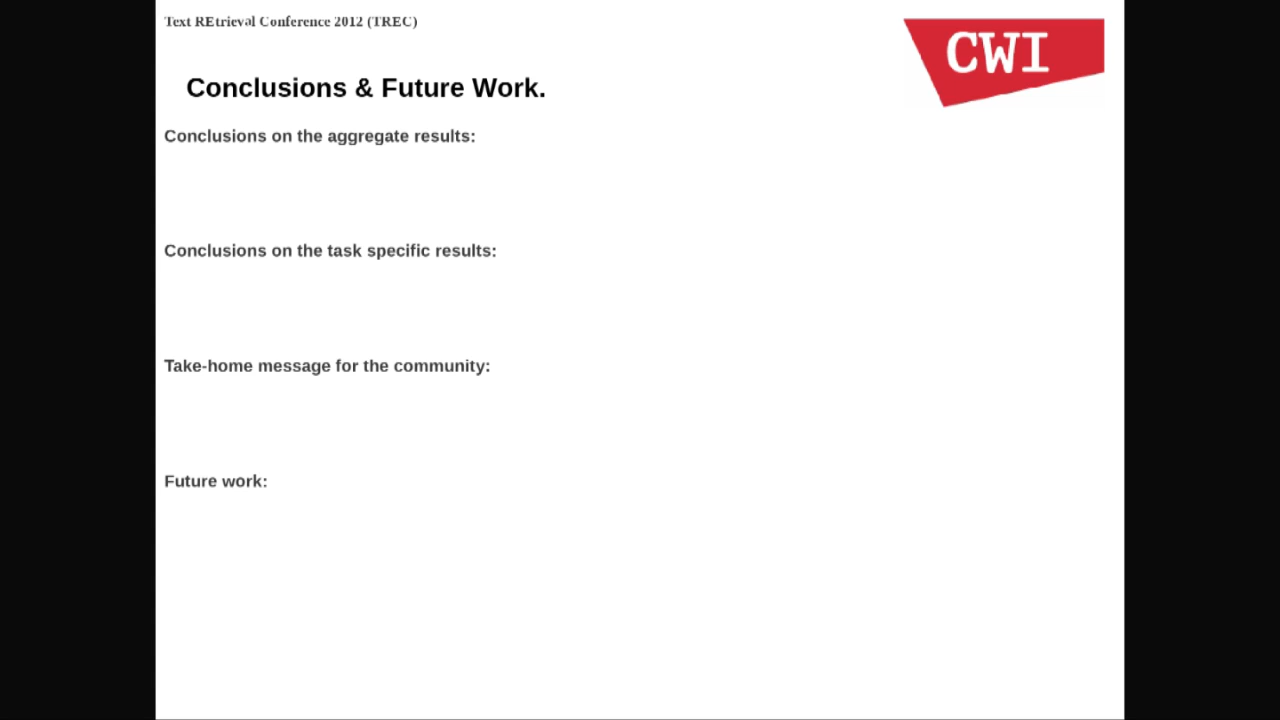 Text REtrieval Conference 2012 (TREC)
CWI
Conclusions & Future Work.
Conclusions on the aggregate results:
Conclusions on the task specific results:
Take-home message for the community:
Future work: